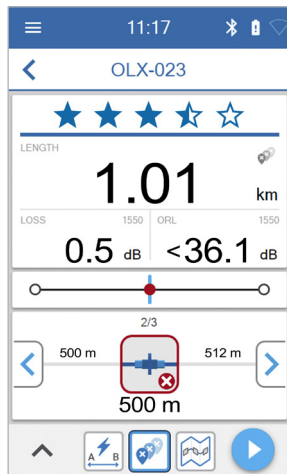 11:17
OLX-023
LENGTH
1.01 km
LOSS 1550 ORL 1550
0.5 dB <36.1 dB
2/3
500 m 512 m
500 m
A B